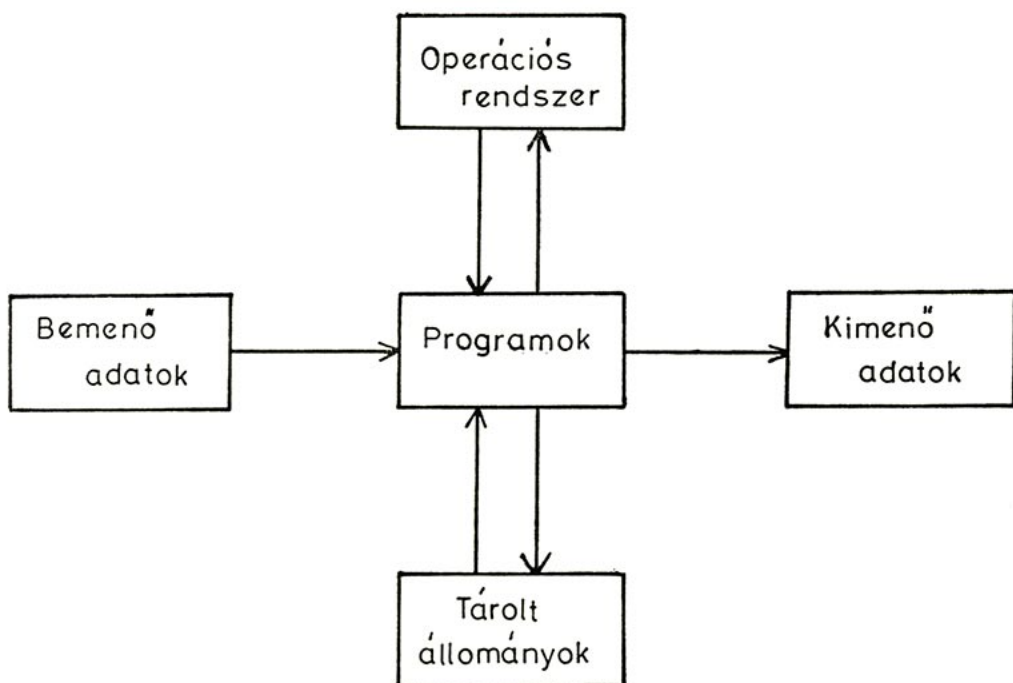 Operációs
rendszer
Bemenő
adatok
Programok
Kimenő
adatok
Tárolt
állományok